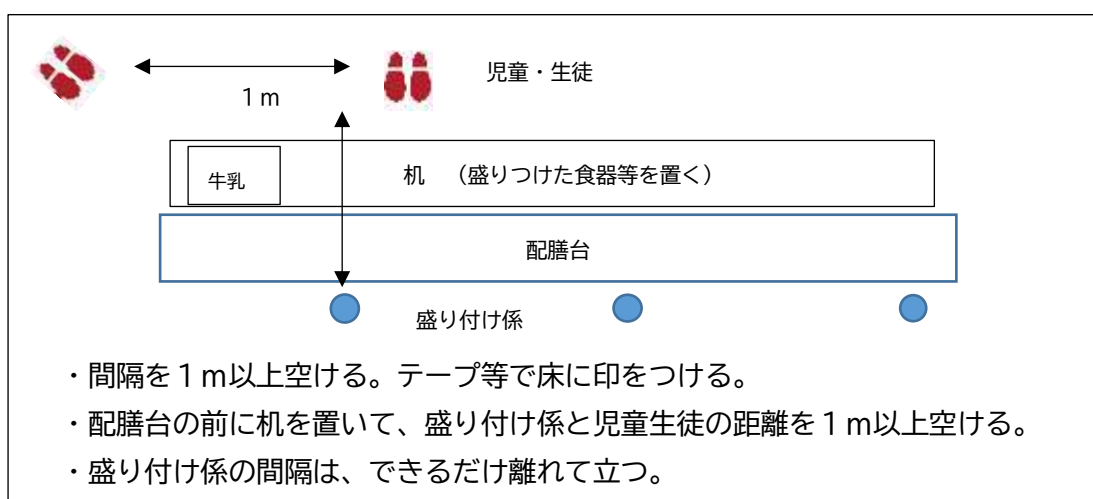 児童・生徒
1m
牛乳
机 （盛りつけた食器等を置く）
配膳台
盛り付け係
・間隔を1m以上空ける。テープ等で床に印をつける。
・配膳台の前に机を置いて、盛り付け係と児童生徒の距離を1m以上空ける。
・盛り付け係の間隔は、できるだけ離れて立つ。